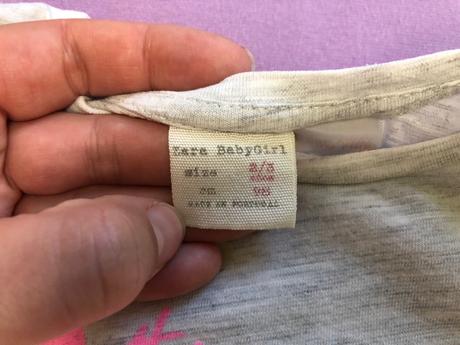 Zara BabyGirl
size 2/3
cm 98
MADE IN PORTUGAL